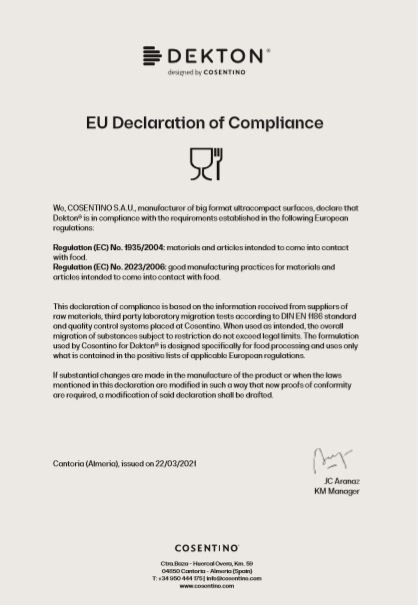 DEKTON®
designed by COSENTINO
EU Declaration of Compliance
We, COSENTINO S.A.U., manufacturer of big format ultracompact surfaces, declare that
Dekton® is in compliance with the requirements established in the following European
regulations:
Regulation (EC) No. 1935/2004: materials and articles intended to come into contact
with food.
Regulation (EC) No. 2023/2006: good manufacturing practices for materials and
articles intended to come into contact with food.
This declaration of compliance is based on the information received from suppliers of
raw materials, third party laboratory migration tests according to DIN EN 1186 standard
and quality control systems placed at Cosentino. When used as intended, the overall
migration of substances subject to restriction do not exceed legal limits. The formulation
used by Cosentino for Dekton® is designed specifically for food processing and uses only
what is contained in the positive lists of applicable European regulations.
If substantial changes are made in the manufacture of the product or when the laws
mentioned in this declaration are modified in such a way that new proofs of conformity
are required, a modification of said declaration shall be drafted.
Cantoria (Almeria), issued on 22/03/2021
JC Aranaz
KM Manager
COSENTINO®
Ctra.Baza - Huercal Overa, Km. 59
04850 Cantoria - Almeria (Spain)
T: +34 950 444 175 | info@cosentino.com
www.cosentino.com